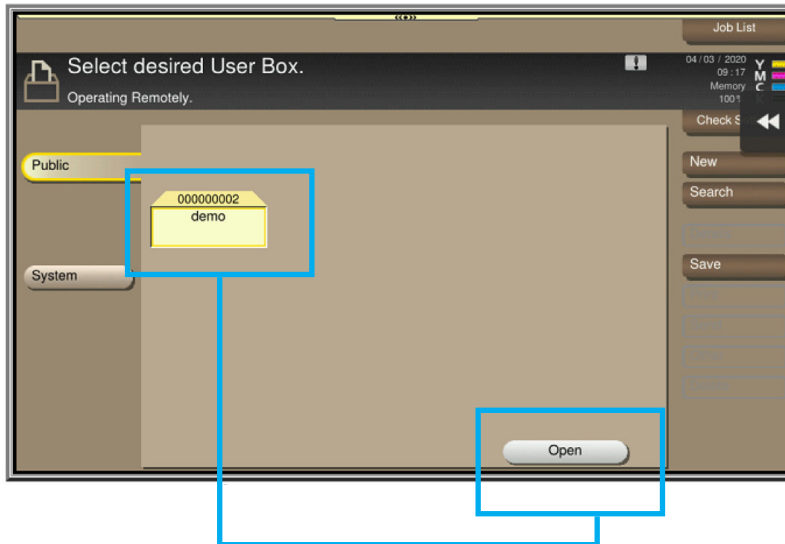 Job List
Select desired User Box.
Operating Remotely.
04/03/2020
09:17
Memory
100%
Y
M
C
Check
Public
New
000000002
demo
Search
System
Save
Open